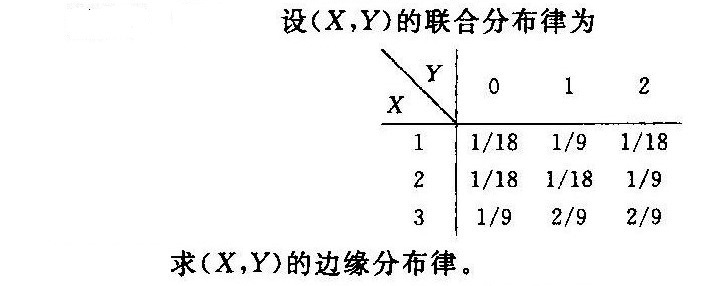 设(X,Y)的联合分布律为
Y
X
0 1 2
1 1/18 1/9 1/18
2 1/18 1/18 1/9
3 1/9 2/9 2/9
求(X,Y)的边缘分布律。